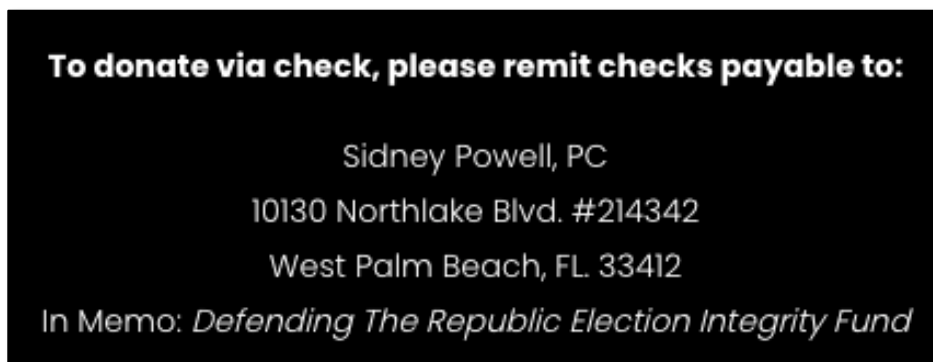 To donate via check, please remit checks payable to:
Sidney Powell, PC
10130 Northlake Blvd. #214342
West Palm Beach, FL. 33412
In Memo: Defending The Republic Election Integrity Fund